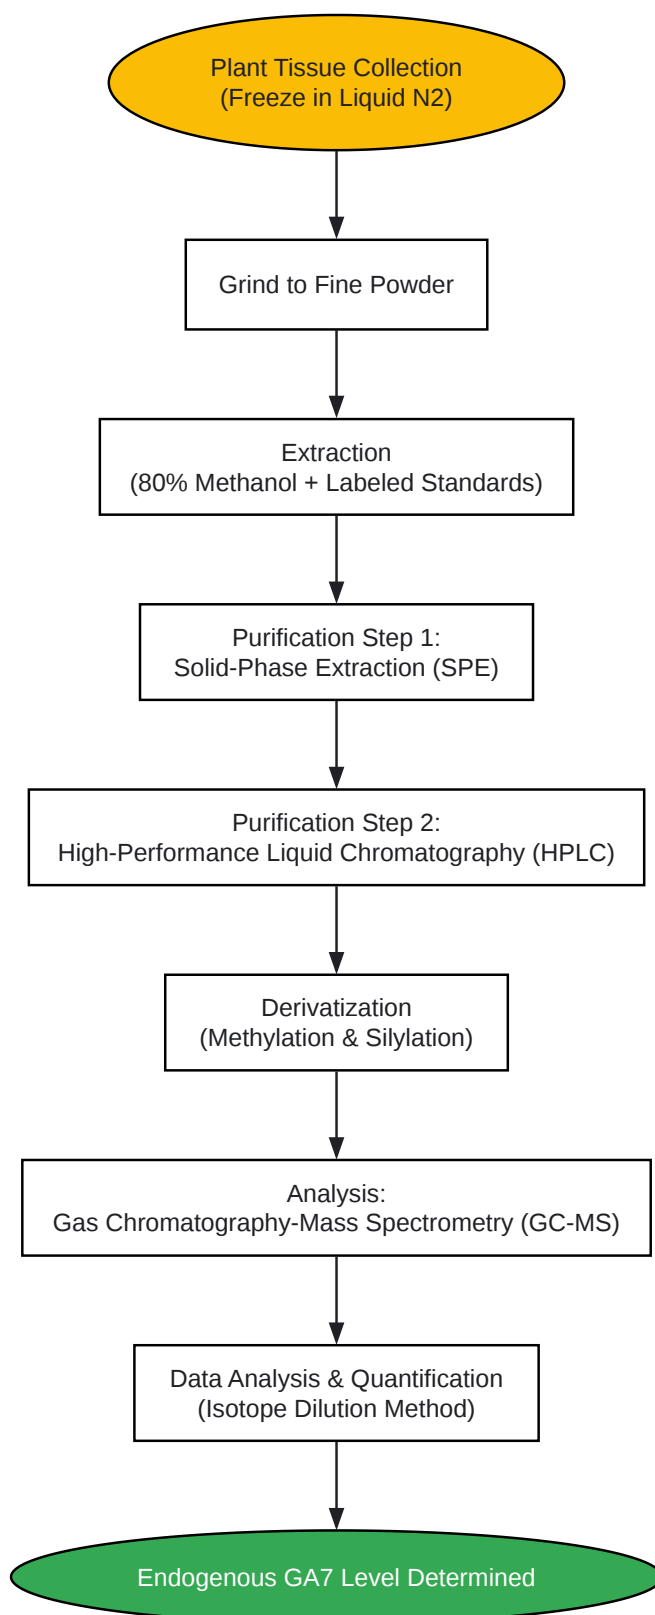 Plant Tissue Collection
(Freeze in Liquid N2)
Grind to Fine Powder
Extraction
(80% Methanol + Labeled Standards)
Purification Step 1:
Solid-Phase Extraction (SPE)
Purification Step 2:
High-Performance Liquid Chromatography (HPLC)
Derivatization
(Methylation & Silylation)
Analysis:
Gas Chromatography-Mass Spectrometry (GC-MS)
Data Analysis & Quantification
(Isotope Dilution Method)
Endogenous GA7 Level Determined